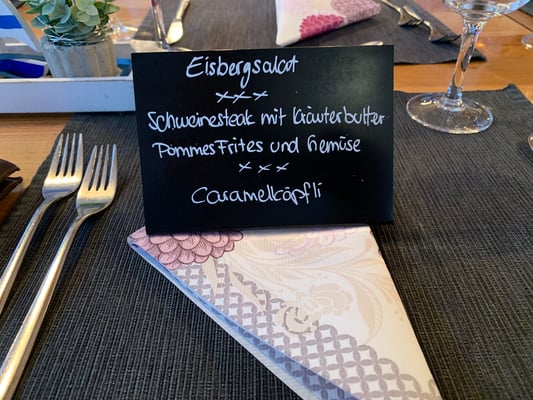 Eisbergsalat
x-x-x
Schweinesteak mit Kräuterbutter
Pommes Frites und Gemüse
x-x-x
Caramelköpfli